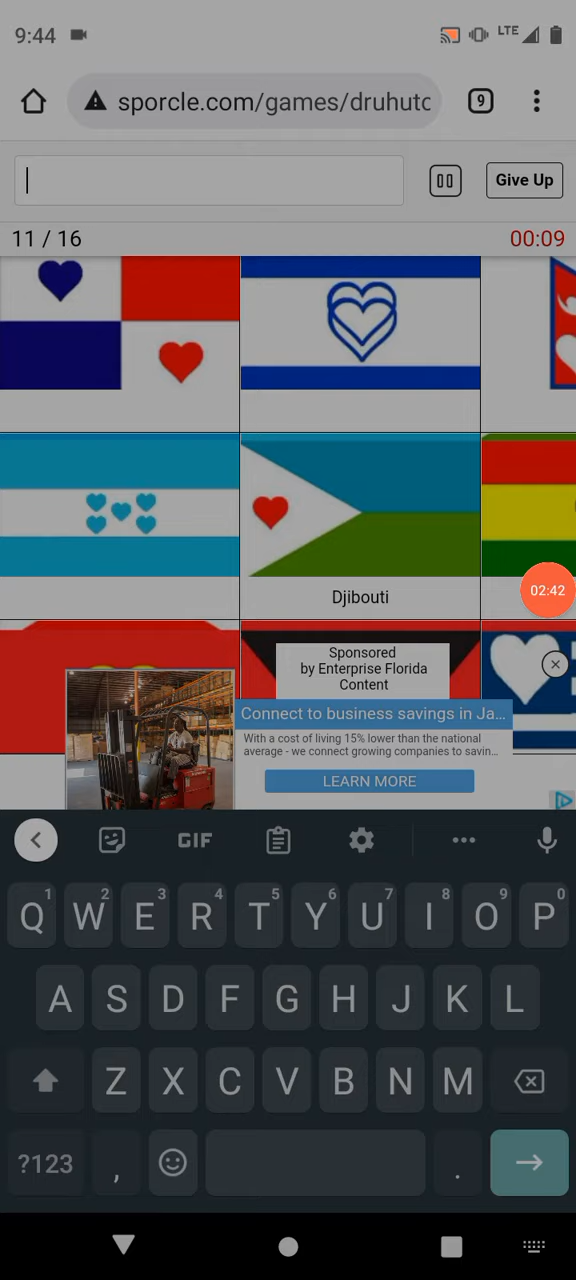 9:44
LTE
sporcle.com/games/druhutc
9
Give Up
11 / 16
00:09
Djibouti
02:42
Sponsored
by Enterprise Florida
Content
Connect to business savings in Ja...
With a cost of living 15% lower than the national
average - we connect growing companies to savin...
LEARN MORE
GIF
1 2 3 4 5 6 7 8 9 0
Q W E R T Y U I O P
A S D F G H J K L
Z X C V B N M
?123 , .